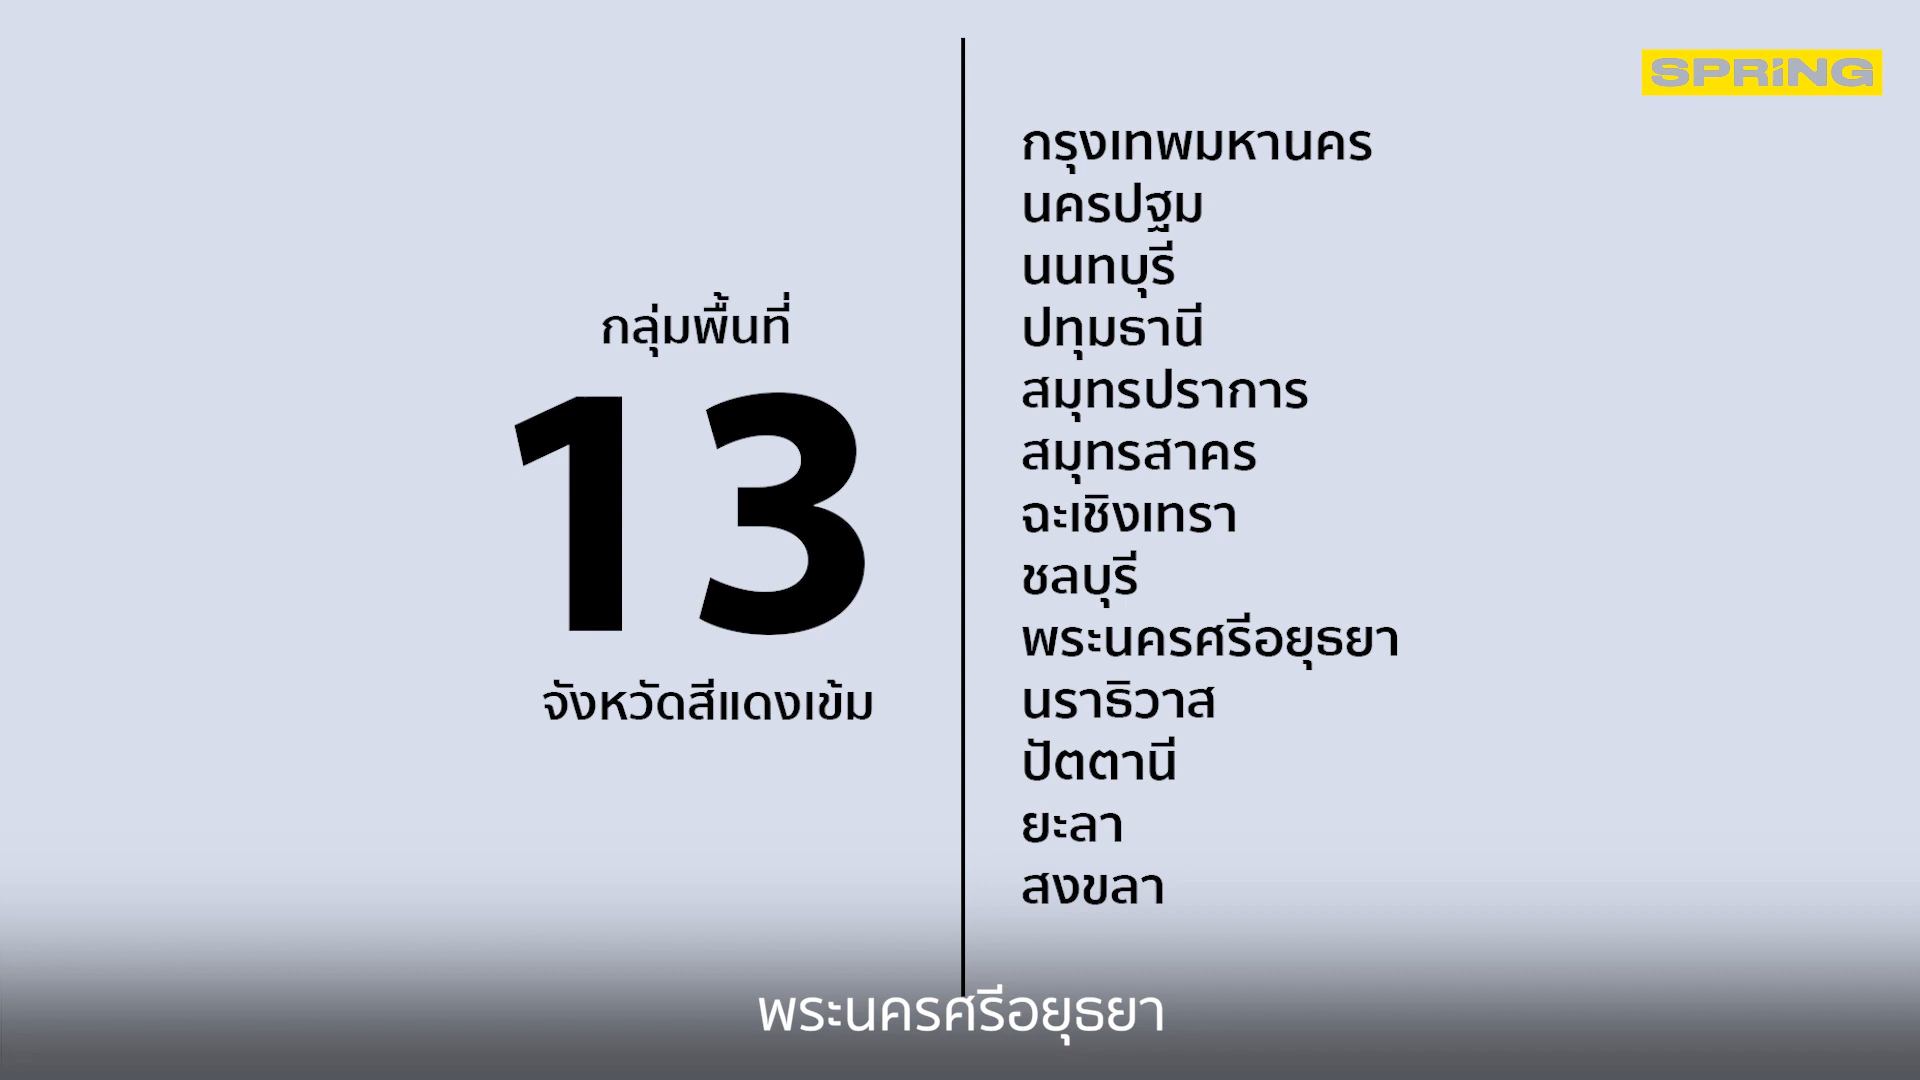 SPRiNG
กลุ่มพื้นที่
13
จังหวัดสีแดงเข้ม
กรุงเทพมหานคร
นครปฐม
นนทบุรี
ปทุมธานี
สมุทรปราการ
สมุทรสาคร
ฉะเชิงเทรา
ชลบุรี
พระนครศรีอยุธยา
นราธิวาส
ปัตตานี
ยะลา
สงขลา
พระนครศรีอยุธยา